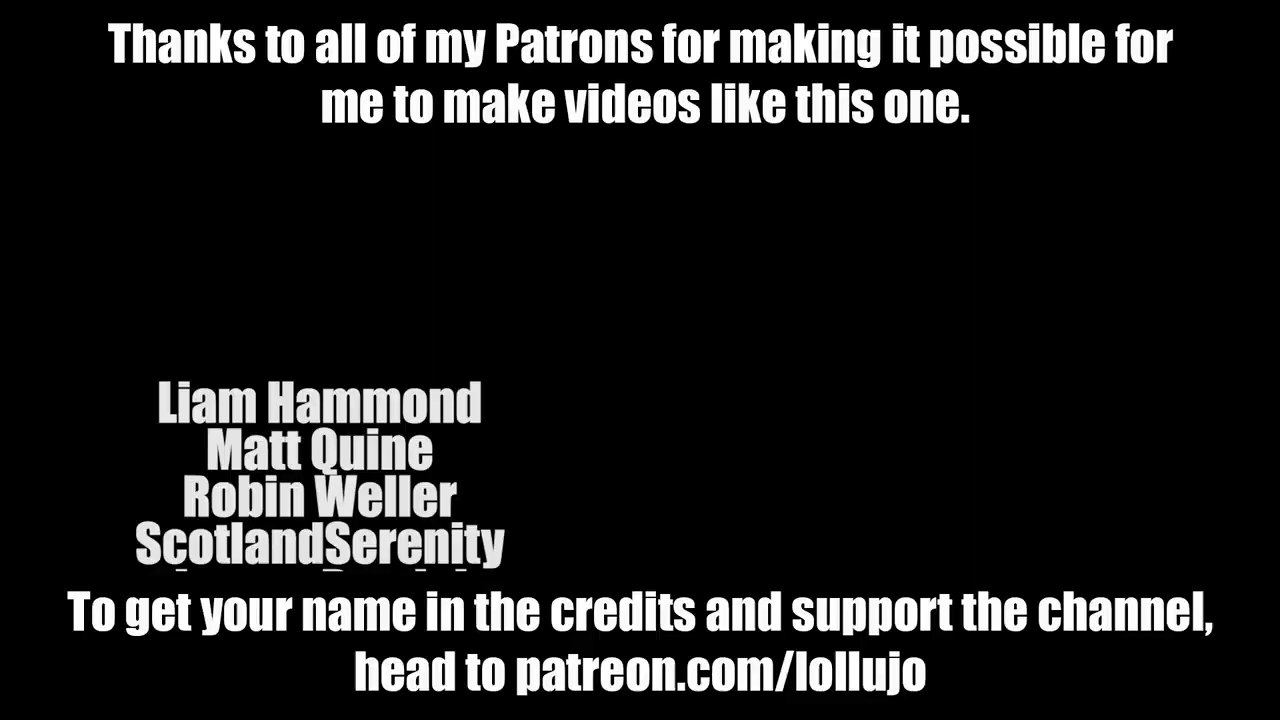 Thanks to all of my Patrons for making it possible for
me to make videos like this one.
Liam Hammond
Matt Quine
Robin Weller
ScotlandSerenity
To get your name in the credits and support the channel,
head to patreon.com/lollujo